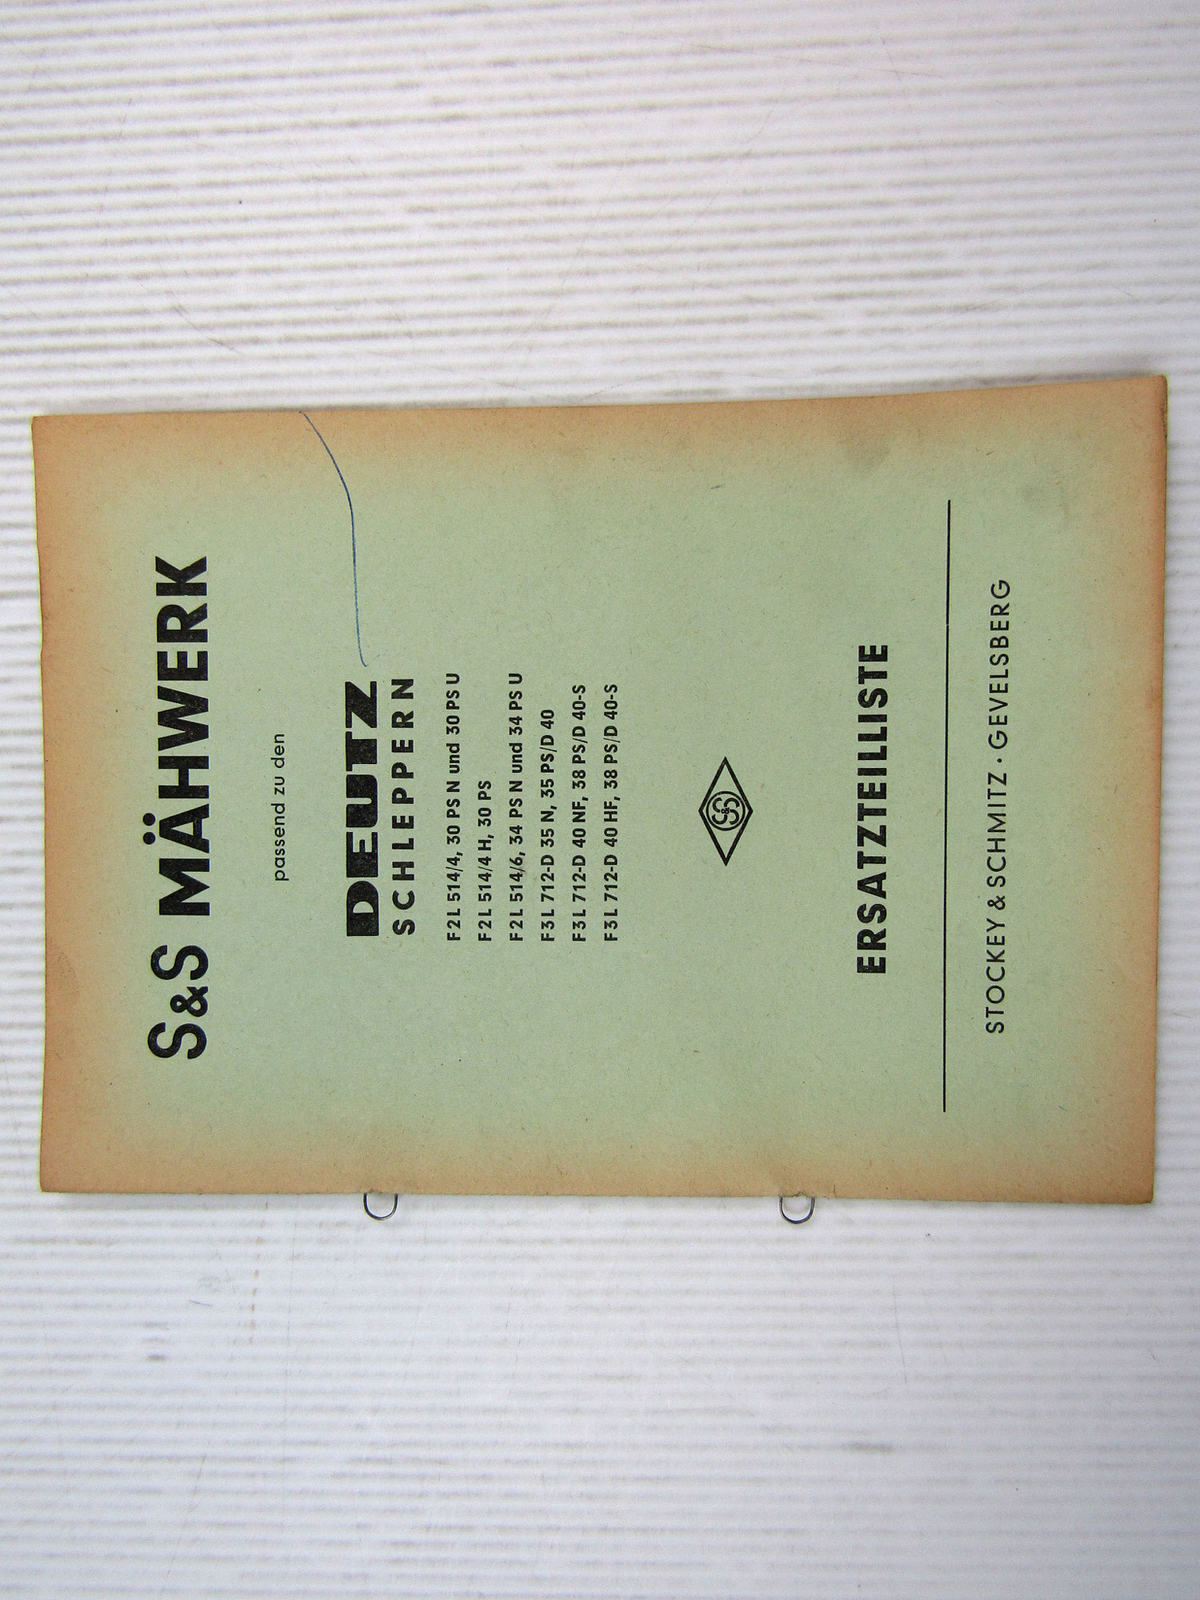 S&S MÄHWERK
passend zu den
DEUTZ
SCHLEPPERN
F2L 514/4, 30 PS N und 30 PS U
F2L 514/4 H, 30 PS
F2L 514/6, 34 PS N und 34 PS U
F3L 712-D 35 N, 35 PS/D 40
F3L 712-D 40 NF, 38 PS/D 40-S
F3L 712-D 40 HF, 38 PS/D 40-S
S&S
ERSATZTEILLISTE
STOCKEY & SCHMITZ · GEVELSBERG